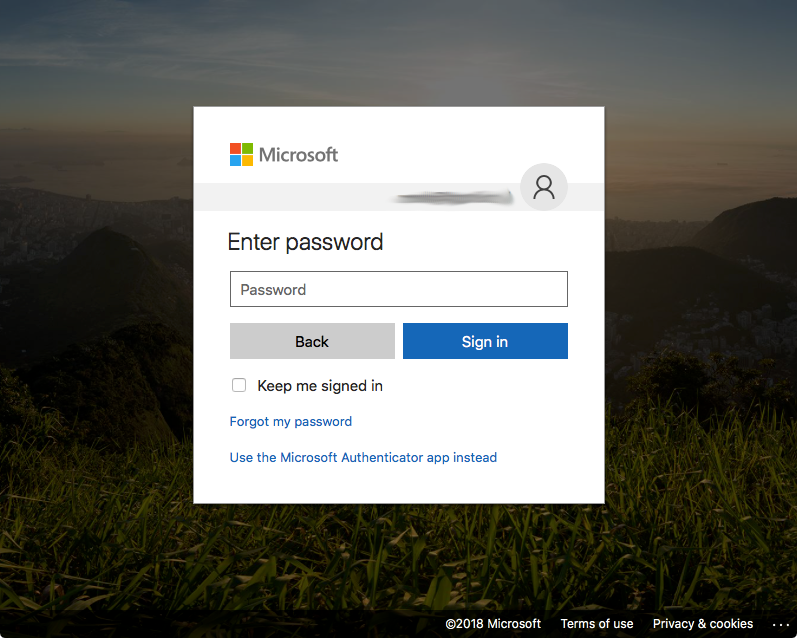 Microsoft
Enter password
Password
Back Sign in
Keep me signed in
Forgot my password
Use the Microsoft Authenticator app instead
©2018 Microsoft Terms of use Privacy & cookies ...